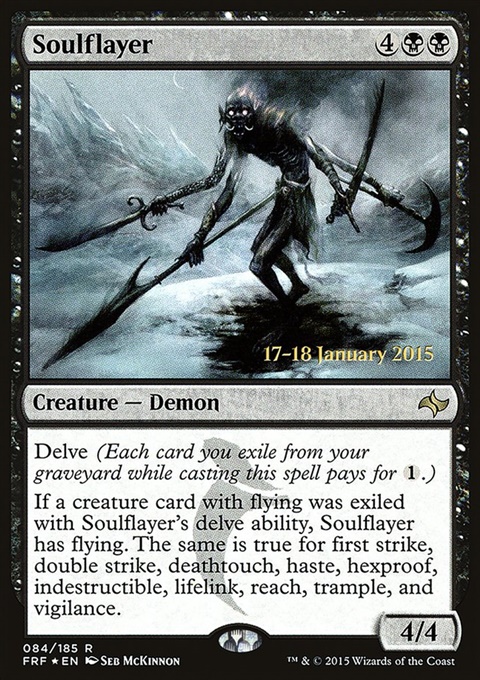 Soulflayer 4
17-18 January 2015
Creature — Demon
Delve (Each card you exile from your
graveyard while casting this spell pays for 1.)
If a creature card with flying was exiled
with Soulflayer's delve ability, Soulflayer
has flying. The same is true for first strike,
double strike, deathtouch, haste, hexproof,
indestructible, lifelink, reach, trample, and
vigilance.
4/4
084/185 R
FRF ★ EN Seb McKinnon
™ & © 2015 Wizards of the Coast